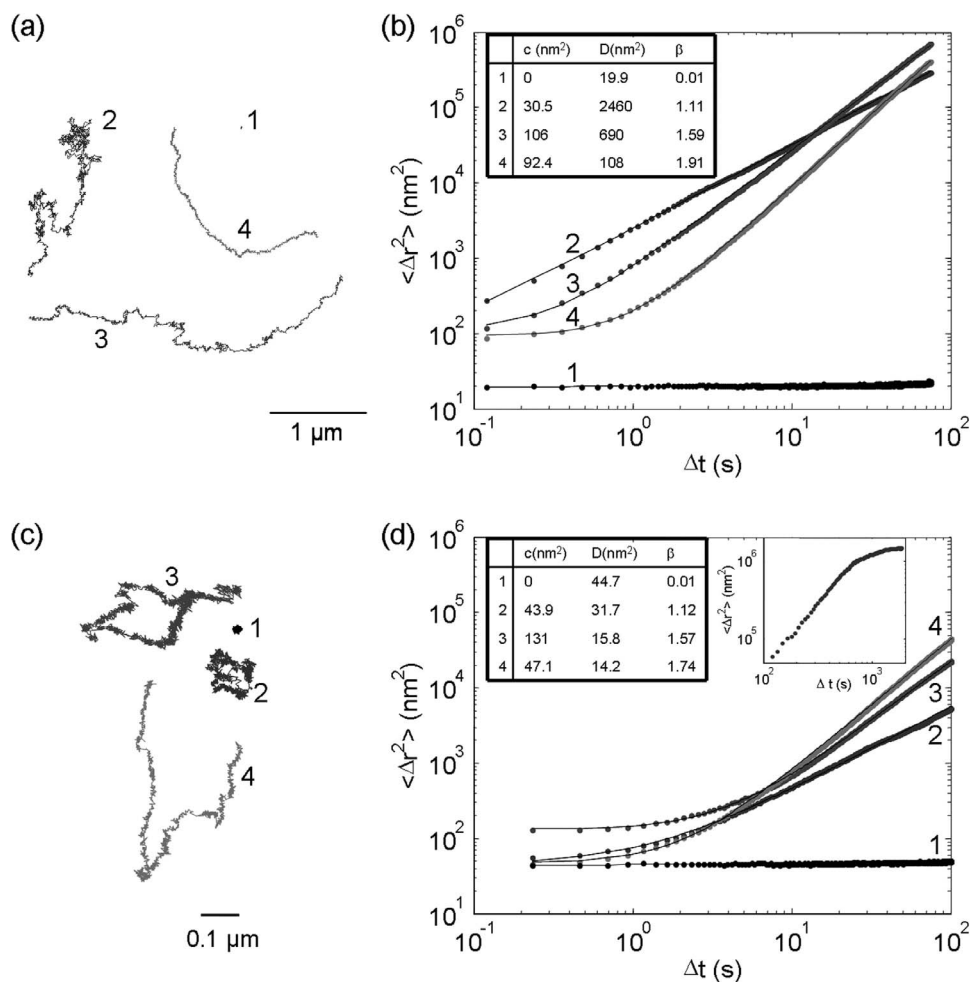 (a)
2
1
4
3
1 μm
(b)
<Δr²> (nm²)
10⁶
10⁵
10⁴
10³
10²
10¹
c (nm²) D(nm²) β
1 0 19.9 0.01
2 30.5 2460 1.11
3 106 690 1.59
4 92.4 108 1.91
2
3
4
1
10⁻¹ 10⁰ 10¹ 10²
Δt (s)
(c)
3
1
2
4
0.1 μm
(d)
<Δr²> (nm²)
10⁶
10⁵
10⁴
10³
10²
10¹
c(nm²) D(nm²) β
1 0 44.7 0.01
2 43.9 31.7 1.12
3 131 15.8 1.57
4 47.1 14.2 1.74
<Δr²> (nm²)
10⁶
10⁵
10² 10³
Δ t (s)
4
3
2
1
10⁻¹ 10⁰ 10¹ 10²
Δt (s)